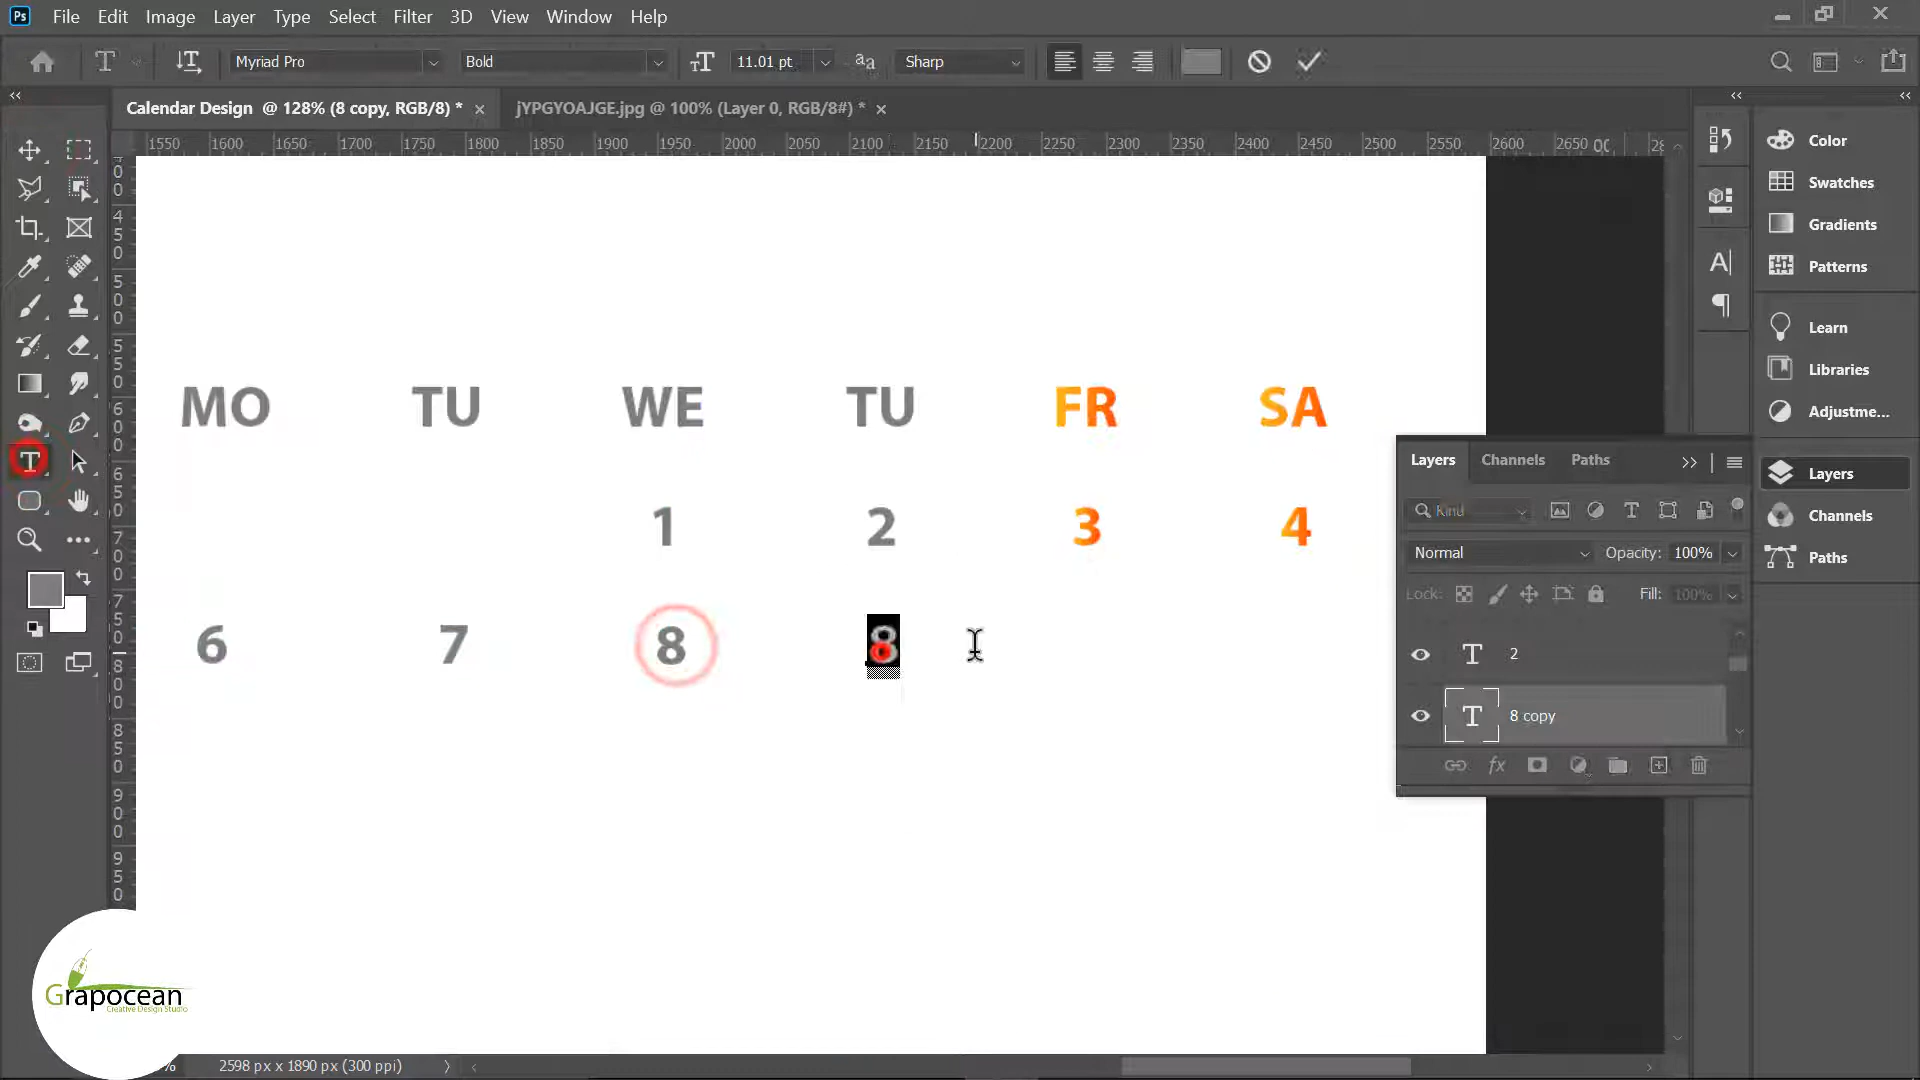 Ps File Edit Image Layer Type Select Filter 3D View Window Help
Myriad Pro Bold 11.01 pt Sharp
Calendar Design @ 128% (8 copy, RGB/8) * jYPGYOAJGE.jpg @ 100% (Layer 0, RGB/8#) *
1550 1600 1650 1700 1750 1800 1850 1900 1950 2000 2050 2100 2150 2200 2250 2300 2350 2400 2450 2500 2550 2600 2650
Color
Swatches
Gradients
Patterns
Learn
Libraries
Adjustme...
Layers
Channels
Paths
MO TU WE TU FR SA
1 2 3 4
6 7 8 8
Layers Channels Paths
Kind
Normal Opacity: 100%
Lock: Fill: 100%
2
8 copy
Grapocean
Creative Design Studio
2598 px x 1890 px (300 ppi)